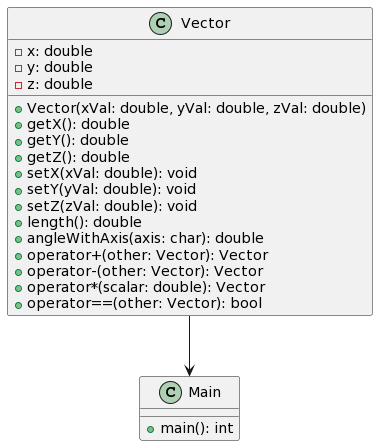 C Vector
x: double
y: double
z: double
Vector(xVal: double, yVal: double, zVal: double)
getX(): double
getY(): double
getZ(): double
setX(xVal: double): void
setY(yVal: double): void
setZ(zVal: double): void
length(): double
angleWithAxis(axis: char): double
operator+(other: Vector): Vector
operator-(other: Vector): Vector
operator*(scalar: double): Vector
operator==(other: Vector): bool
C Main
main(): int